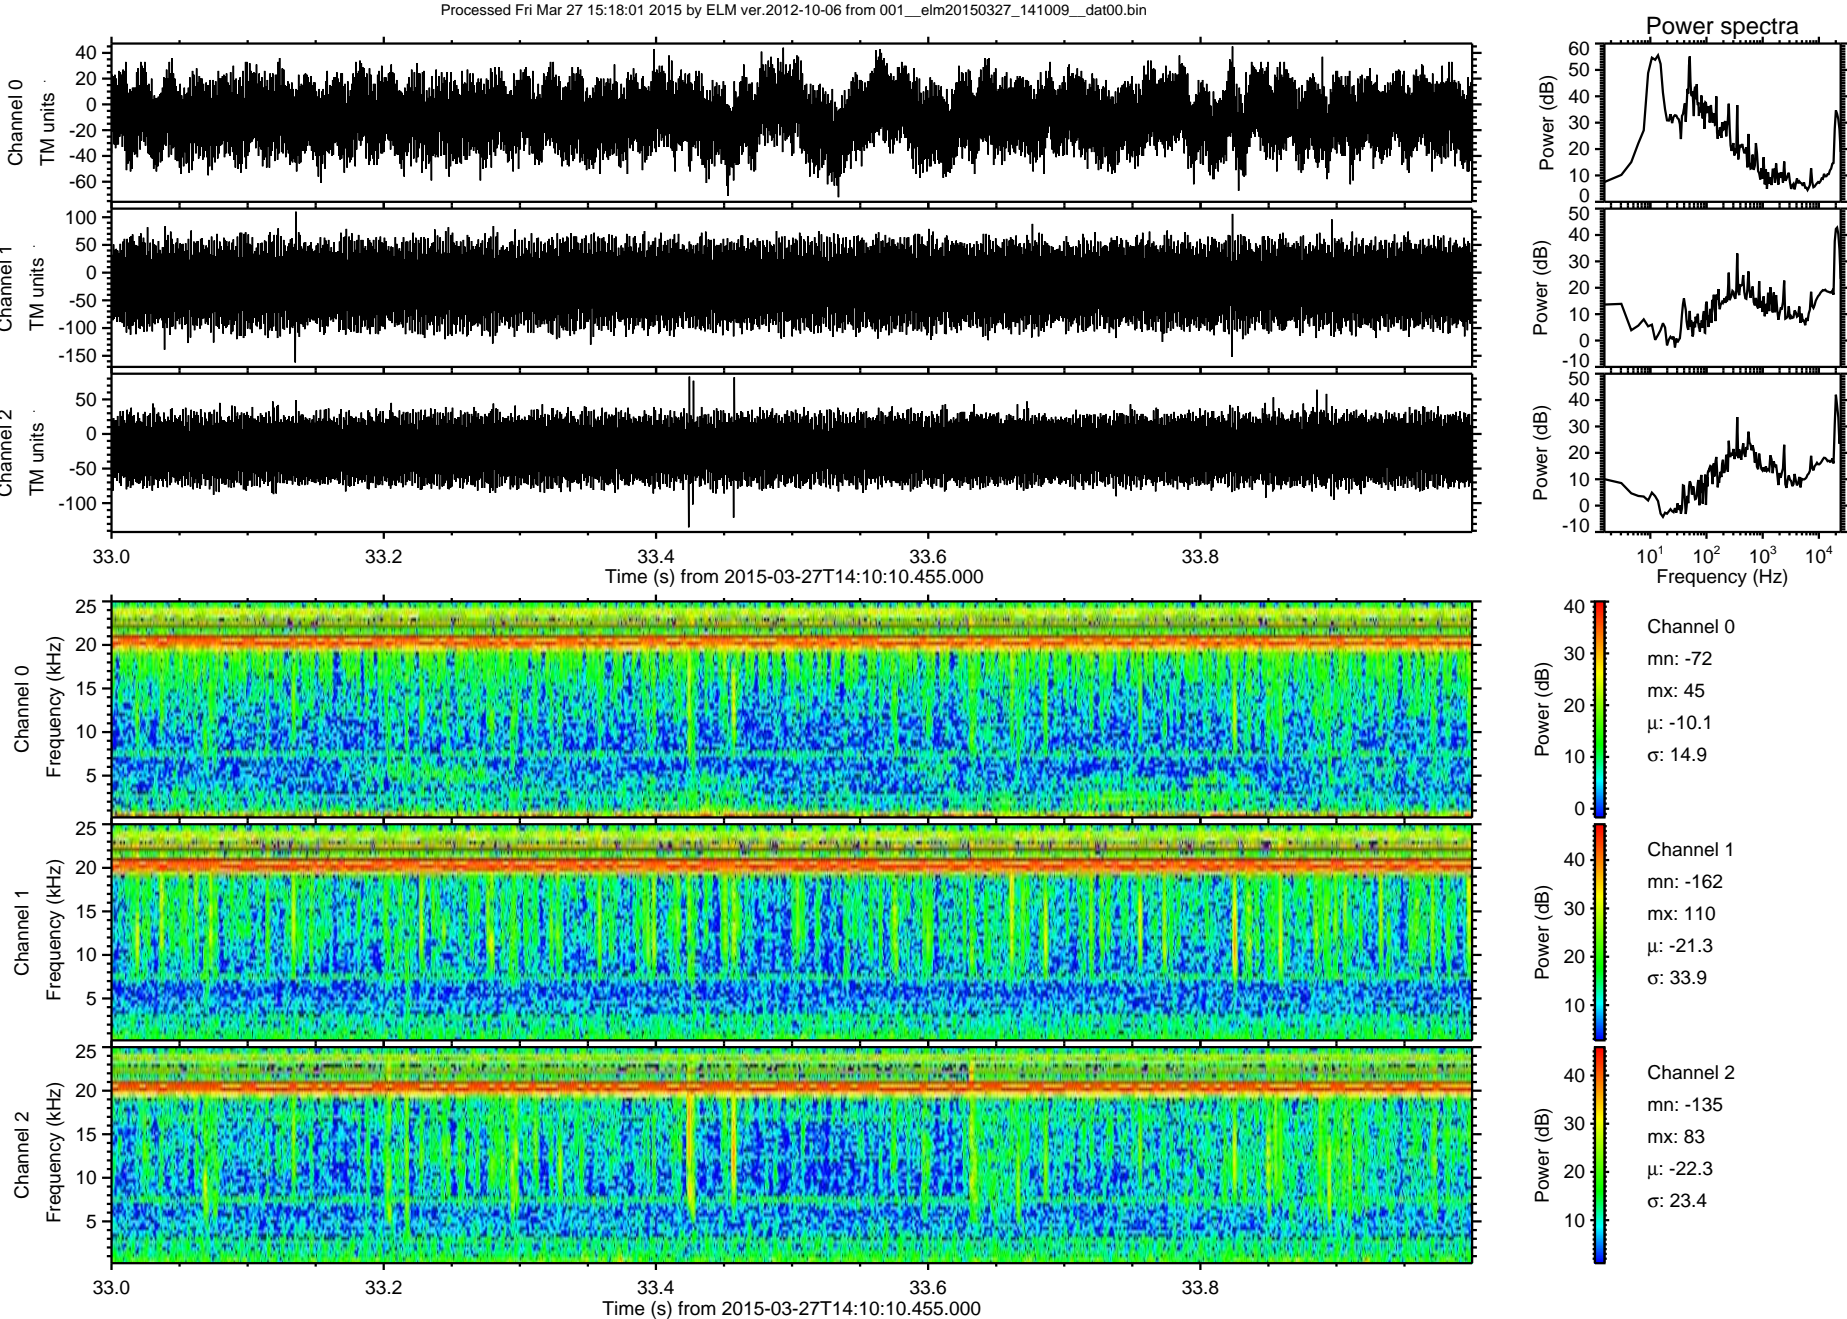 Processed Fri Mar 27 15:18:01 2015 by ELM ver.2012-10-06 from 001__elm20150327_141009__dat00.bin
Power spectra
Channel 0
TM units
40
20
0
-20
-40
-60
Power (dB)
60
50
40
30
20
10
0
Channel 1
TM units
100
50
0
-50
-100
-150
Power (dB)
50
40
30
20
10
0
-10
Channel 2
TM units
50
0
-50
-100
Power (dB)
50
40
30
20
10
0
-10
33.0 33.2 33.4 33.6 33.8
Time (s) from 2015-03-27T14:10:10.455.000
10^1 10^2 10^3 10^4
Frequency (Hz)
Channel 0
Frequency (kHz)
25
20
15
10
5
Power (dB)
40
30
20
10
0
Channel 0
mn: -72
mx: 45
μ: -10.1
σ: 14.9
Channel 1
Frequency (kHz)
25
20
15
10
5
Power (dB)
40
30
20
10
Channel 1
mn: -162
mx: 110
μ: -21.3
σ: 33.9
Channel 2
Frequency (kHz)
25
20
15
10
5
Power (dB)
40
30
20
10
Channel 2
mn: -135
mx: 83
μ: -22.3
σ: 23.4
33.0 33.2 33.4 33.6 33.8
Time (s) from 2015-03-27T14:10:10.455.000